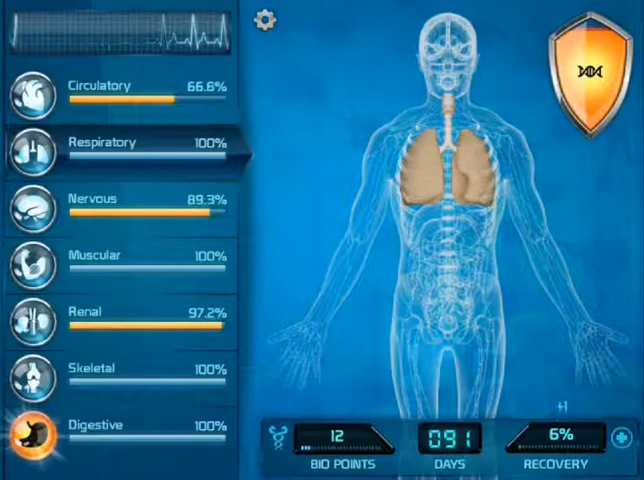 Circulatory 66.6%
Respiratory 100%
Nervous 89.3%
Muscular 100%
Renal 97.2%
Skeletal 100%
Digestive 100%
+1
12 091 6%
BIO POINTS DAYS RECOVERY